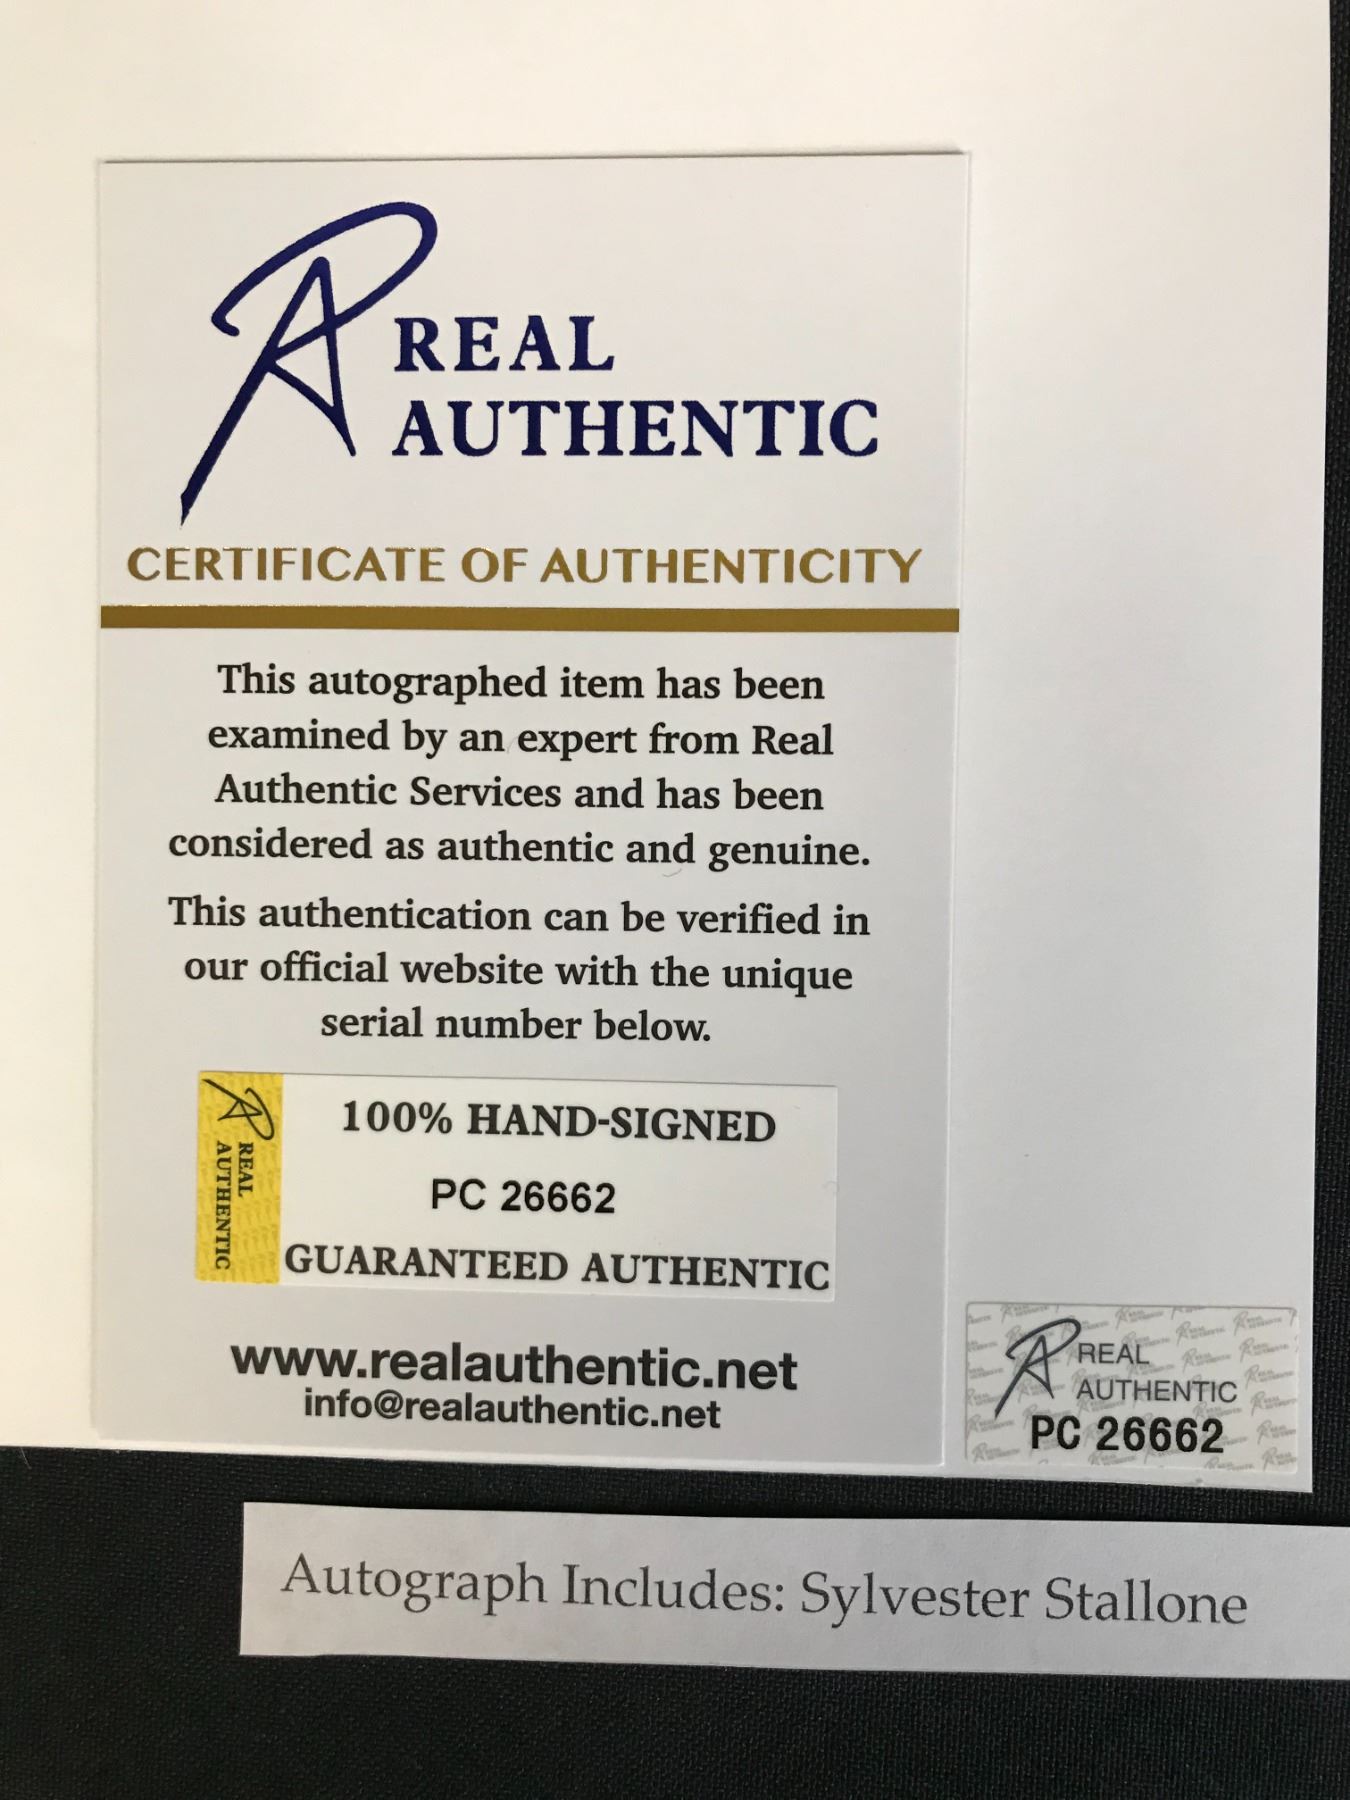 REAL
AUTHENTIC
CERTIFICATE OF AUTHENTICITY
This autographed item has been
examined by an expert from Real
Authentic Services and has been
considered as authentic and genuine.
This authentication can be verified in
our official website with the unique
serial number below.
REAL
AUTHENTIC
100% HAND-SIGNED
PC 26662
GUARANTEED AUTHENTIC
www.realauthentic.net
info@realauthentic.net
REAL
AUTHENTIC
PC 26662
Autograph Includes: Sylvester Stallone